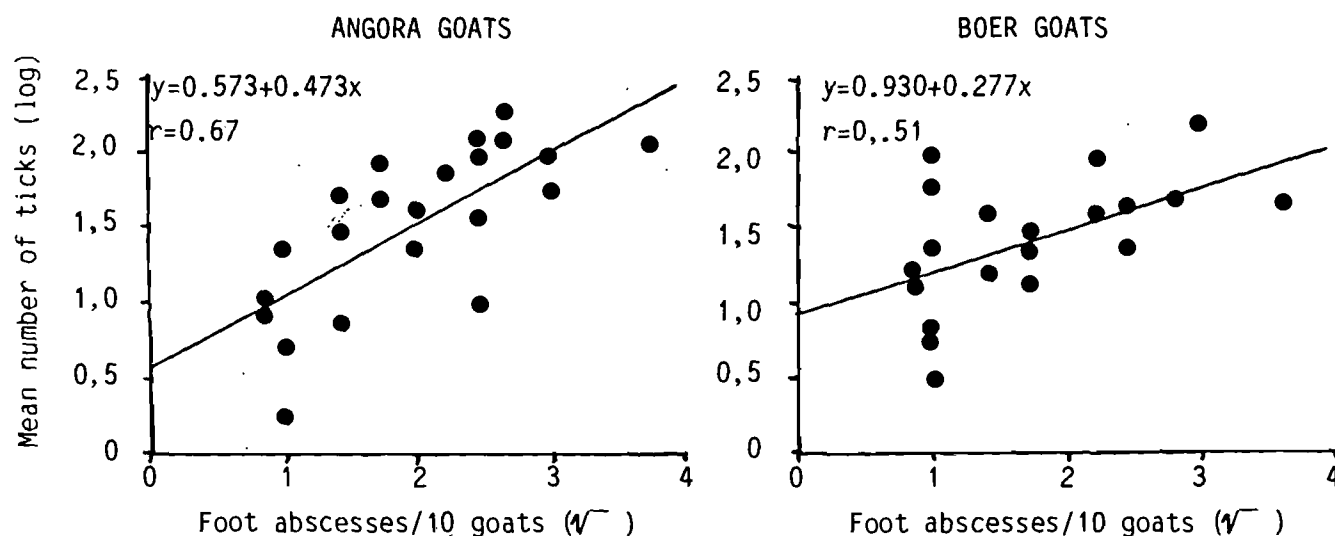 ANGORA GOATS
Mean number of ticks (log)
y=0.573+0.473x
r=0.67
2,5
2,0
1,5
1,0
0,5
0
0 1 2 3 4
Foot abscesses/10 goats (√ )
BOER GOATS
y=0.930+0.277x
r=0,.51
2,5
2,0
1,5
1,0
0,5
0
0 1 2 3 4
Foot abscesses/10 goats (√ )